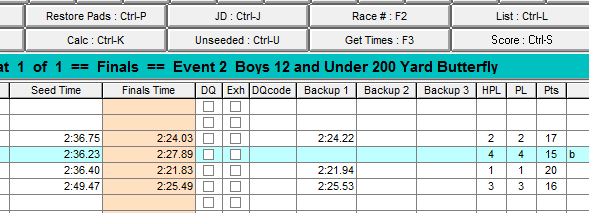 Restore Pads : Ctrl-P JD : Ctrl-J Race # : F2 List : Ctrl-L
Calc : Ctrl-K Unseeded : Ctrl-U Get Times : F3 Score : Ctrl-S
at 1 of 1 == Finals == Event 2 Boys 12 and Under 200 Yard Butterfly
Seed Time Finals Time DQ Exh DQcode Backup 1 Backup 2 Backup 3 HPL PL Pts
2:36.75 2:24.03 2:24.22 2 2 17
2:36.23 2:27.89 4 4 15 b
2:36.40 2:21.83 2:21.94 1 1 20
2:49.47 2:25.49 2:25.53 3 3 16